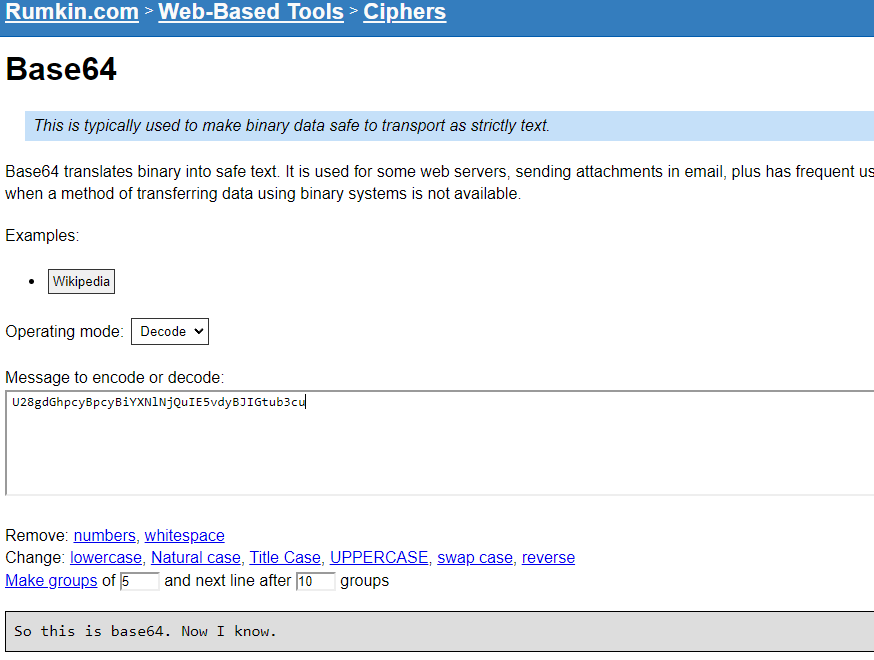 Rumkin.com > Web-Based Tools > Ciphers
Base64
This is typically used to make binary data safe to transport as strictly text.
Base64 translates binary into safe text. It is used for some web servers, sending attachments in email, plus has frequent us
when a method of transferring data using binary systems is not available.
Examples:
• Wikipedia
Operating mode: Decode
Message to encode or decode:
U28gdGhpcyBpcyBiYXNlNjQuIE5vdyBJIGtub3cu
Remove: numbers, whitespace
Change: lowercase, Natural case, Title Case, UPPERCASE, swap case, reverse
Make groups of 5 and next line after 10 groups
So this is base64. Now I know.